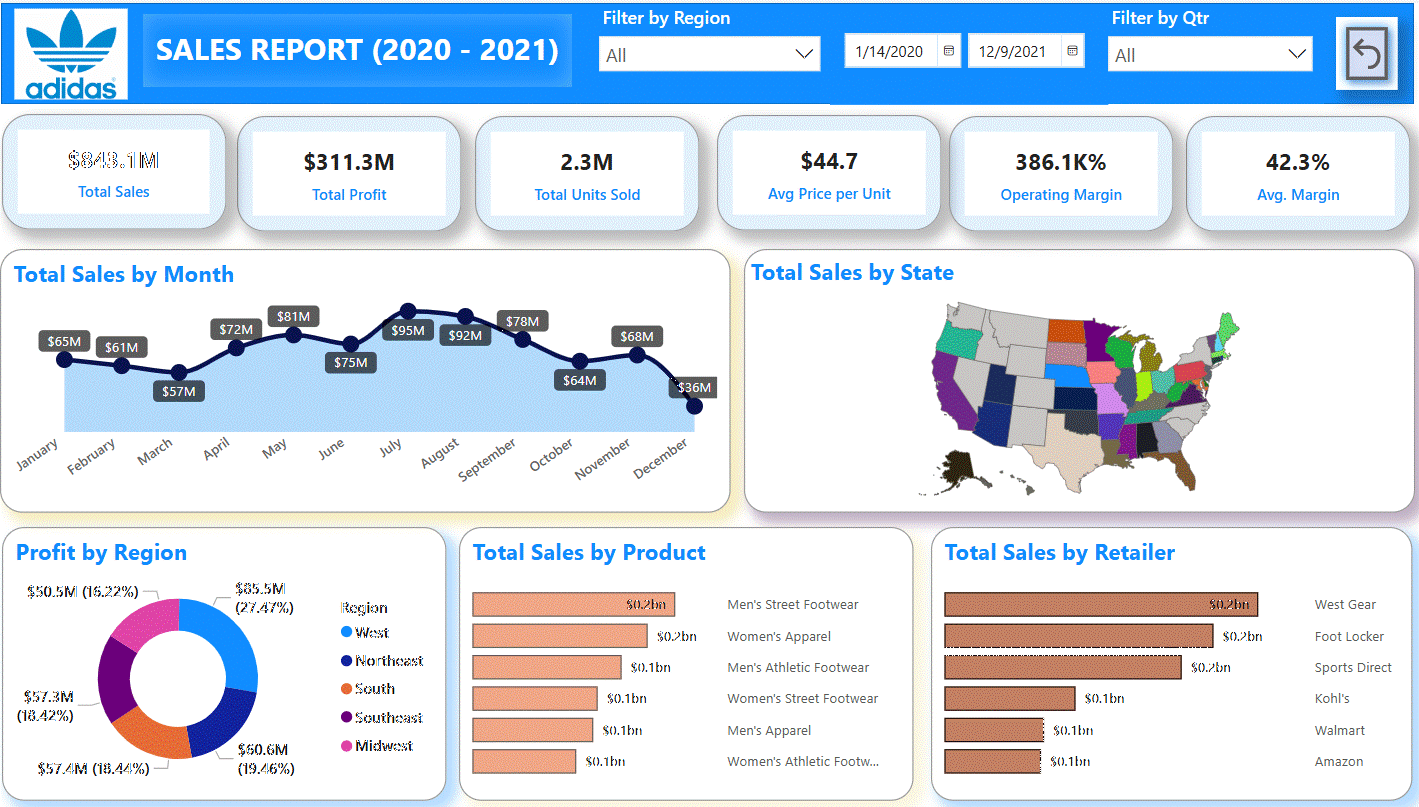 adidas
SALES REPORT (2020 - 2021)
Filter by Region
All
1/14/2020
12/9/2021
Filter by Qtr
All
$843.1M
Total Sales
$311.3M
Total Profit
2.3M
Total Units Sold
$44.7
Avg Price per Unit
386.1K%
Operating Margin
42.3%
Avg. Margin
Total Sales by Month
$65M
$61M
$57M
$72M
$81M
$75M
$95M
$92M
$78M
$64M
$68M
$36M
January
February
March
April
May
June
July
August
September
October
November
December
Total Sales by State
Profit by Region
$50.5M (16.22%)
$85.5M
(27.47%)
$57.3M
(18.42%)
$57.4M (18.44%)
$60.6M
(19.46%)
Region
West
Northeast
South
Southeast
Midwest
Total Sales by Product
$0.2bn Men's Street Footwear
$0.2bn Women's Apparel
$0.1bn Men's Athletic Footwear
$0.1bn Women's Street Footwear
$0.1bn Men's Apparel
$0.1bn Women's Athletic Footw...
Total Sales by Retailer
$0.2bn West Gear
$0.2bn Foot Locker
$0.2bn Sports Direct
$0.1bn Kohl's
$0.1bn Walmart
$0.1bn Amazon